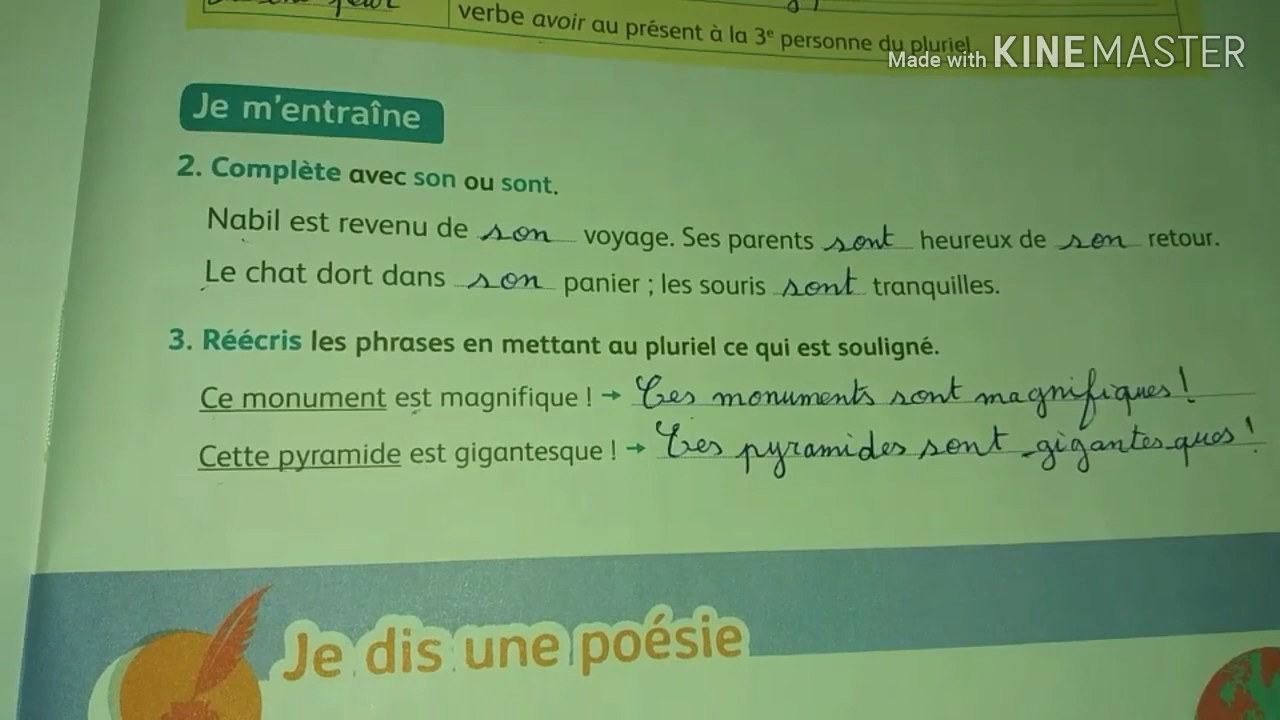 verbe avoir au présent à la 3e personne du pluriel
Made with KINEMASTER
Je m'entraîne
2. Complète avec son ou sont.
Nabil est revenu de son voyage. Ses parents sont heureux de son retour.
Le chat dort dans son panier ; les souris sont tranquilles.
3. Réécris les phrases en mettant au pluriel ce qui est souligné.
Ce monument est magnifique ! → Ces monuments sont magnifiques !
Cette pyramide est gigantesque ! → Ces pyramides sont gigantesques !
Je dis une poésie